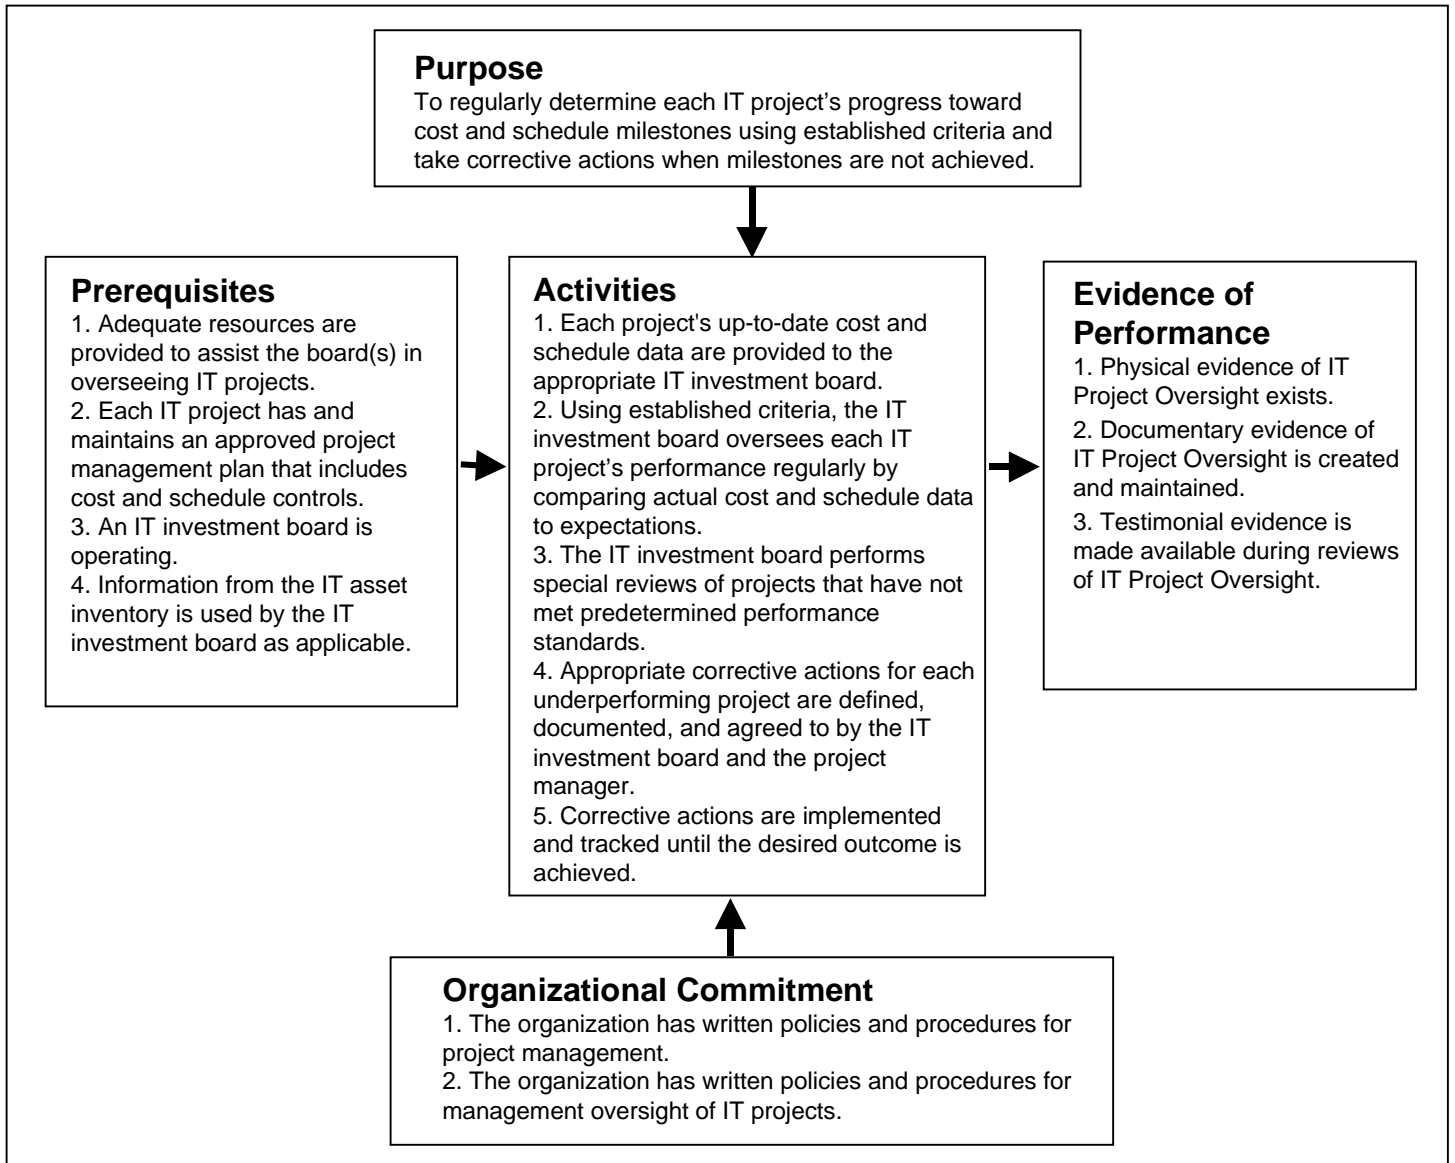 Purpose
To regularly determine each IT project's progress toward
cost and schedule milestones using established criteria and
take corrective actions when milestones are not achieved.
Prerequisites
1. Adequate resources are
provided to assist the board(s) in
overseeing IT projects.
2. Each IT project has and
maintains an approved project
management plan that includes
cost and schedule controls.
3. An IT investment board is
operating.
4. Information from the IT asset
inventory is used by the IT
investment board as applicable.
Activities
1. Each project's up-to-date cost and
schedule data are provided to the
appropriate IT investment board.
2. Using established criteria, the IT
investment board oversees each IT
project's performance regularly by
comparing actual cost and schedule data
to expectations.
3. The IT investment board performs
special reviews of projects that have not
met predetermined performance
standards.
4. Appropriate corrective actions for each
underperforming project are defined,
documented, and agreed to by the IT
investment board and the project
manager.
5. Corrective actions are implemented
and tracked until the desired outcome is
achieved.
Evidence of
Performance
1. Physical evidence of IT
Project Oversight exists.
2. Documentary evidence of
IT Project Oversight is created
and maintained.
3. Testimonial evidence is
made available during reviews
of IT Project Oversight.
Organizational Commitment
1. The organization has written policies and procedures for
project management.
2. The organization has written policies and procedures for
management oversight of IT projects.